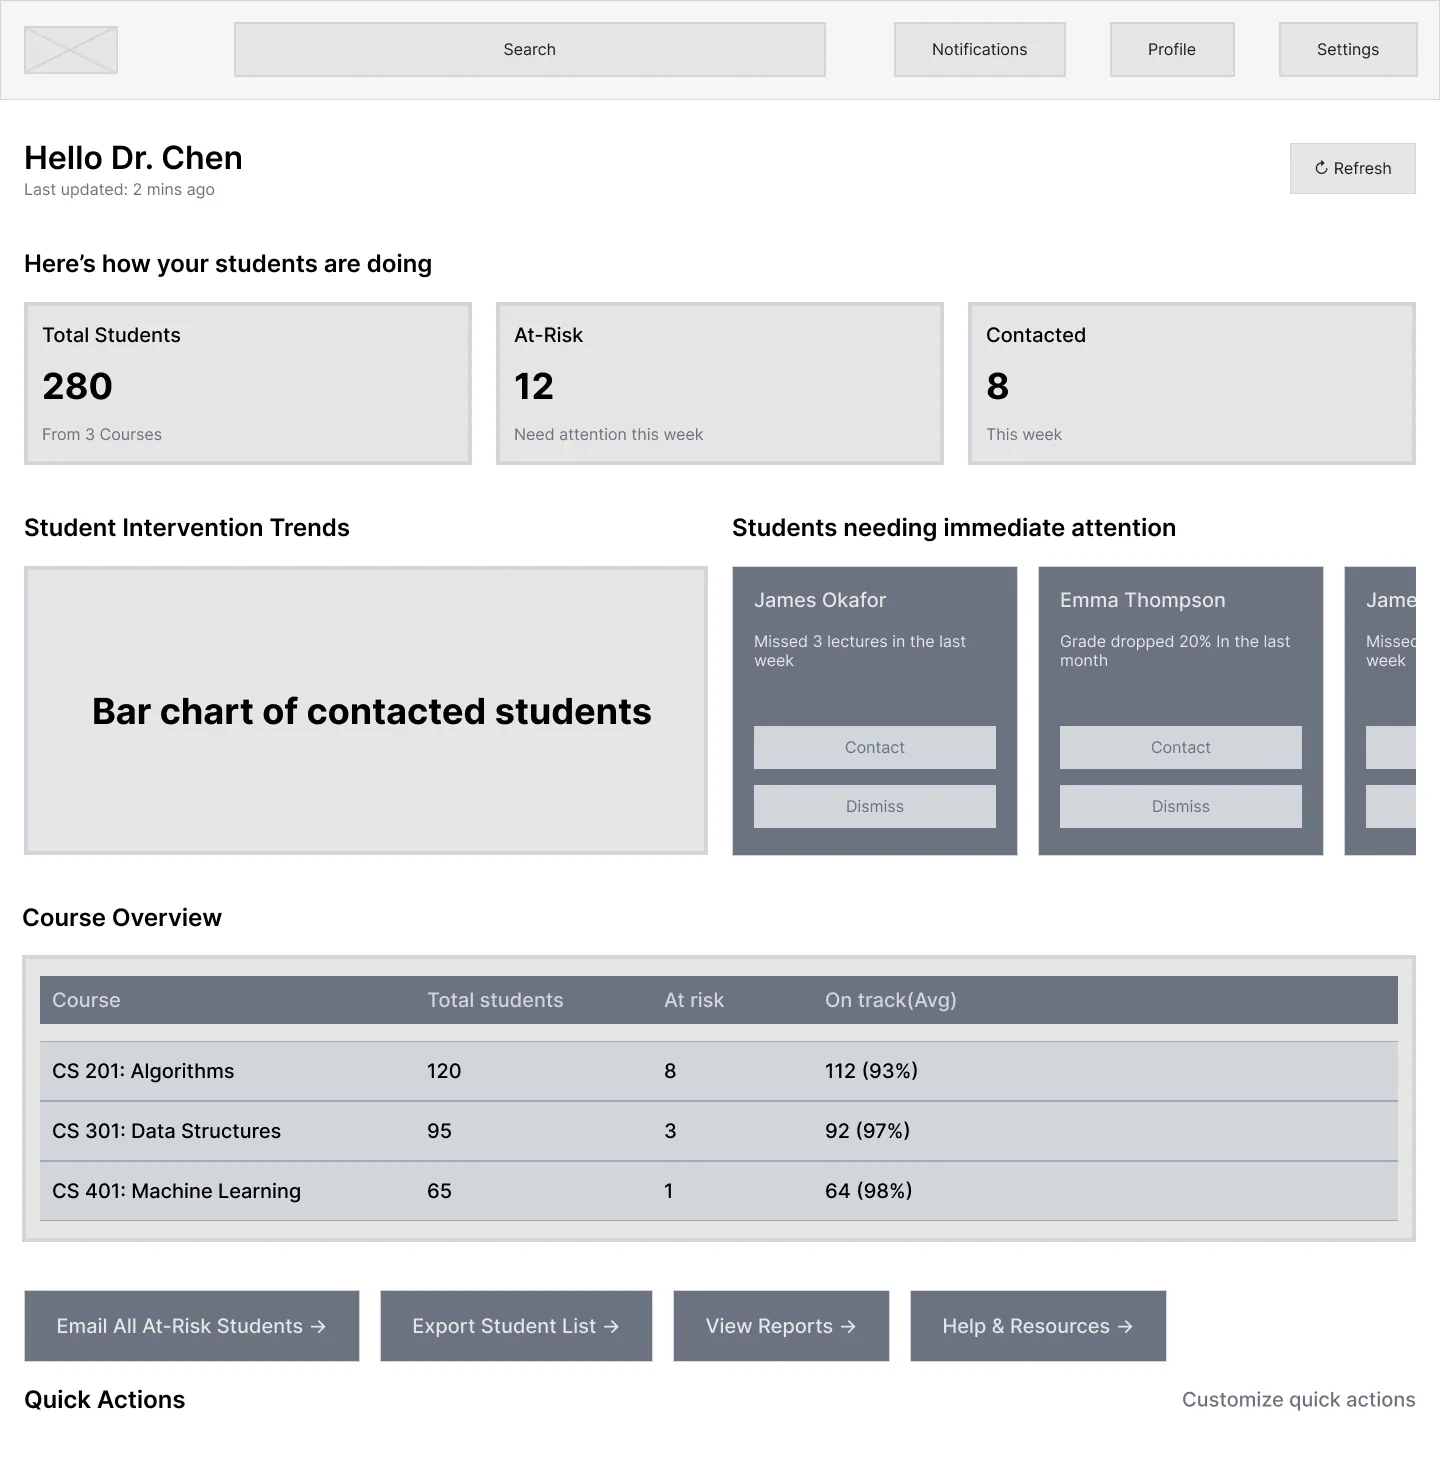 Search
Notifications
Profile
Settings
Hello Dr. Chen
Last updated: 2 mins ago
↻ Refresh
Here’s how your students are doing
Total Students
280
From 3 Courses
At-Risk
12
Need attention this week
Contacted
8
This week
Student Intervention Trends
Bar chart of contacted students
Students needing immediate attention
James Okafor
Missed 3 lectures in the last
week
Contact
Dismiss
Emma Thompson
Grade dropped 20% In the last
month
Contact
Dismiss
Jame
Missec
week
Course Overview
Course Total students At risk On track(Avg)
CS 201: Algorithms 120 8 112 (93%)
CS 301: Data Structures 95 3 92 (97%)
CS 401: Machine Learning 65 1 64 (98%)
Email All At-Risk Students →
Export Student List →
View Reports →
Help & Resources →
Quick Actions
Customize quick actions